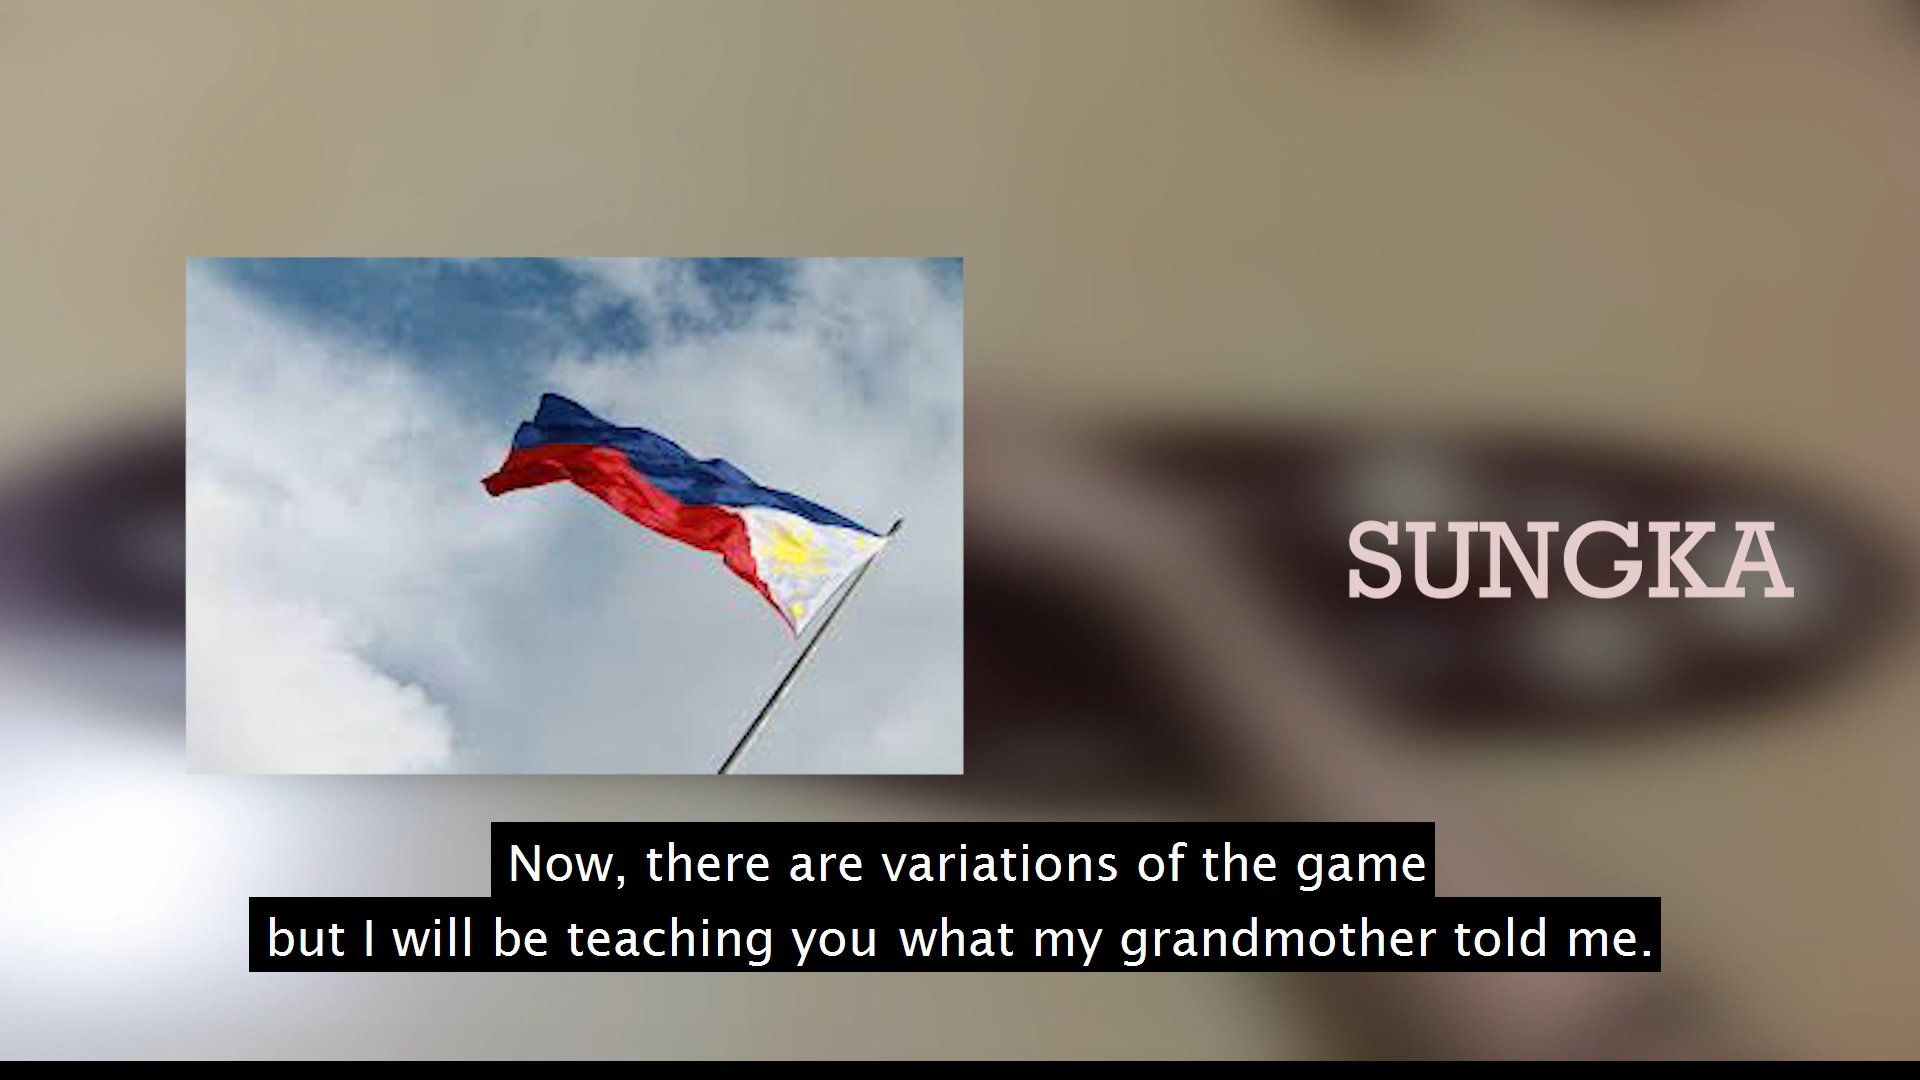 SUNGKA
Now, there are variations of the game
but I will be teaching you what my grandmother told me.